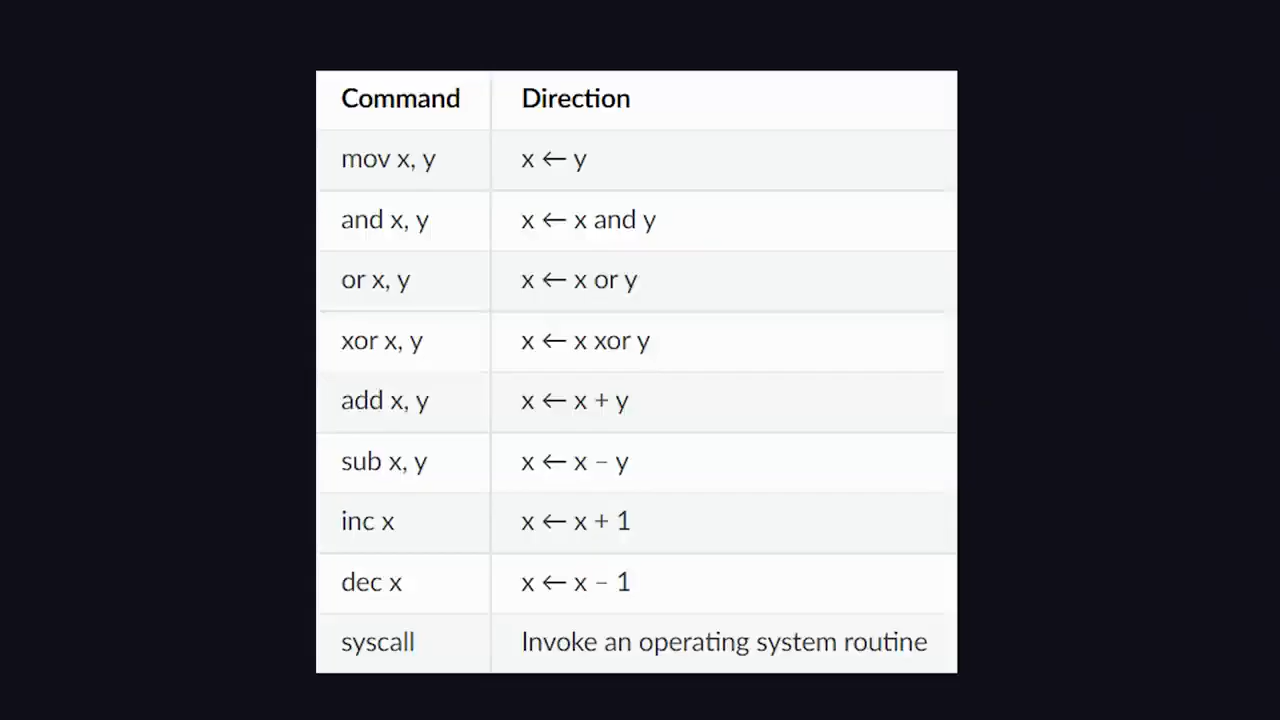 Command Direction
mov x, y x ← y
and x, y x ← x and y
or x, y x ← x or y
xor x, y x ← x xor y
add x, y x ← x + y
sub x, y x ← x – y
inc x x ← x + 1
dec x x ← x – 1
syscall Invoke an operating system routine